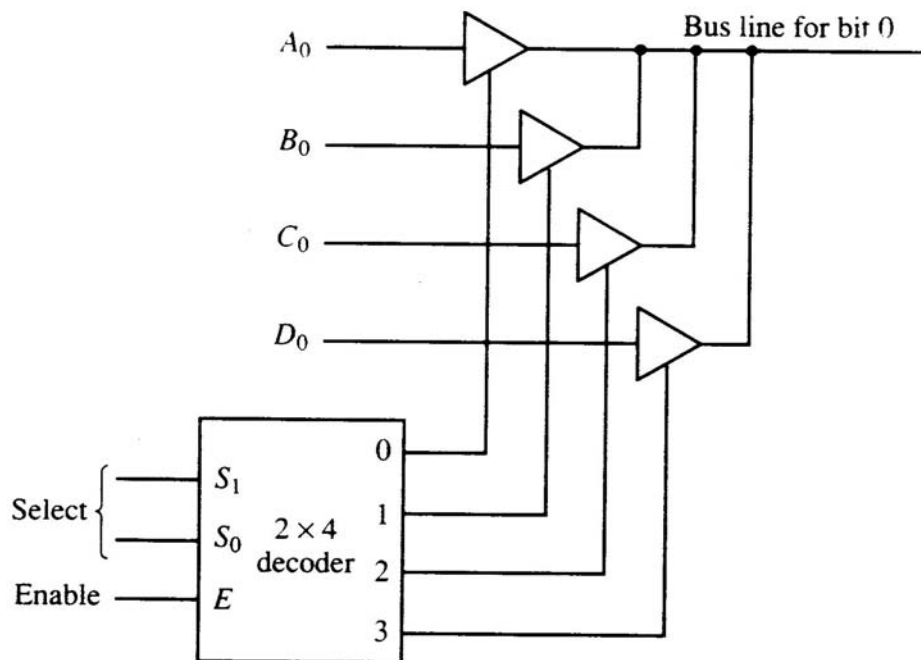 A₀
Bus line for bit 0
B₀
C₀
D₀
Select
S₁
S₀
Enable
E
2 × 4
decoder
0
1
2
3